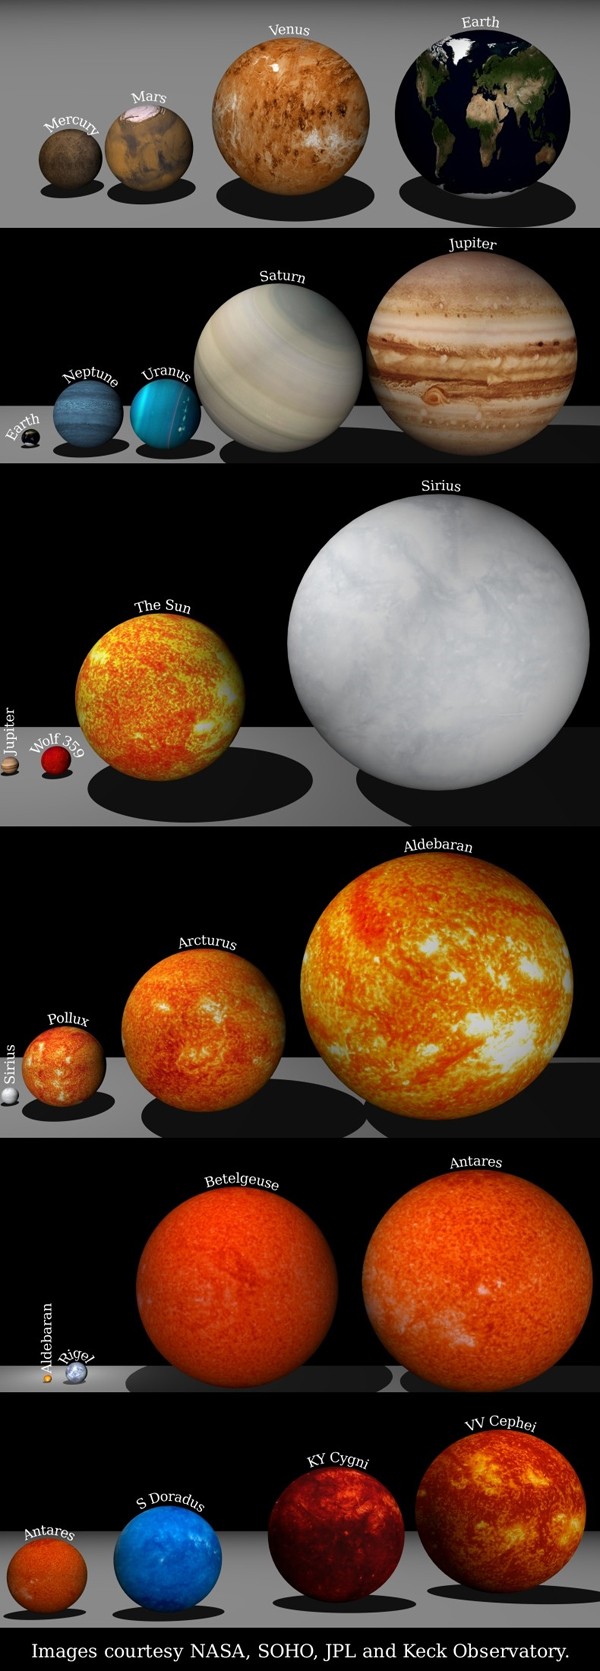 Mercury
Mars
Venus
Earth
Earth
Neptune
Uranus
Saturn
Jupiter
Jupiter
Wolf 359
The Sun
Sirius
Sirius
Pollux
Arcturus
Aldebaran
Aldebaran
Rigel
Betelgeuse
Antares
Antares
S Doradus
KY Cygni
VV Cephei
Images courtesy NASA, SOHO, JPL and Keck Observatory.